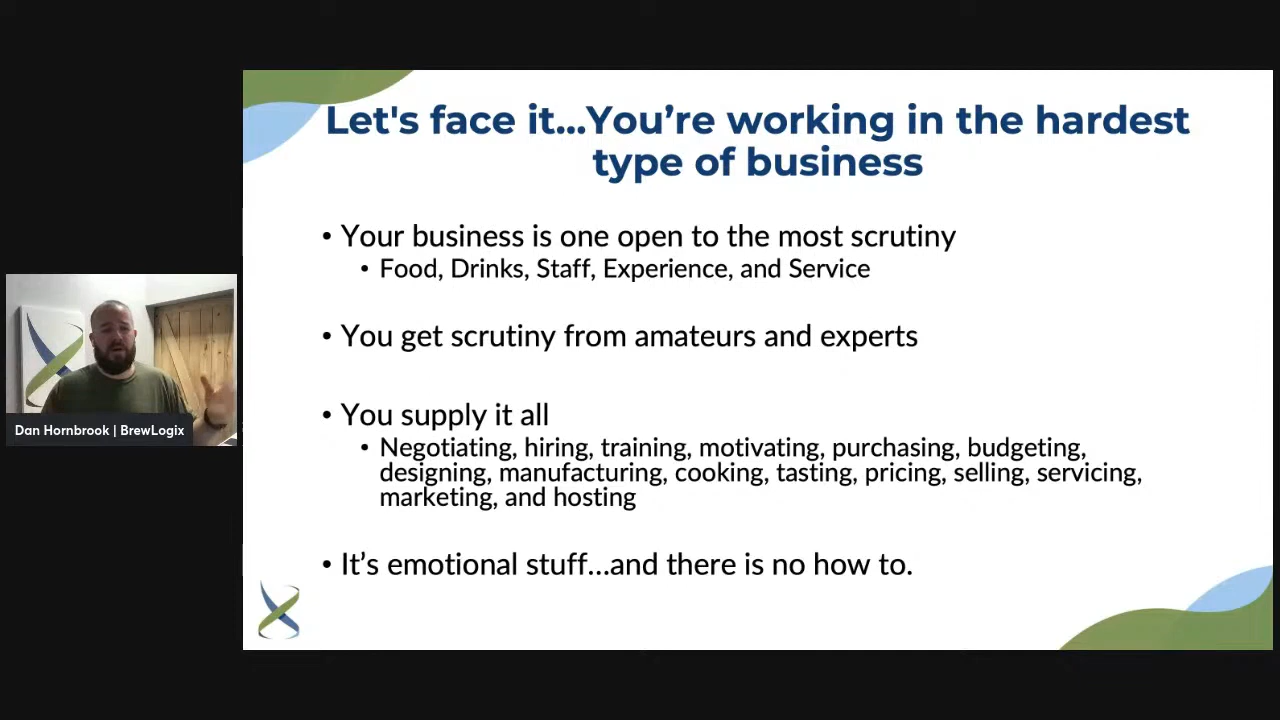 Let's face it...You’re working in the hardest
type of business
• Your business is one open to the most scrutiny
• Food, Drinks, Staff, Experience, and Service
• You get scrutiny from amateurs and experts
• You supply it all
• Negotiating, hiring, training, motivating, purchasing, budgeting,
designing, manufacturing, cooking, tasting, pricing, selling, servicing,
marketing, and hosting
• It’s emotional stuff...and there is no how to.
Dan Hornbrook | BrewLogix